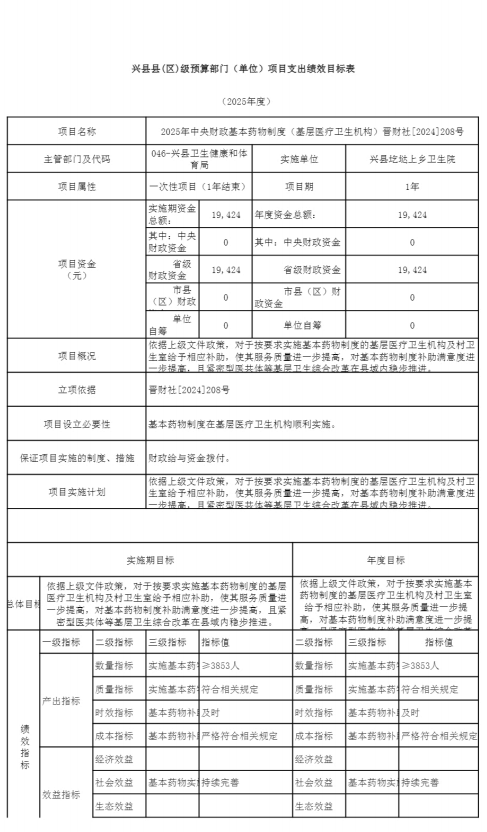 兴县县(区)级预算部门（单位）项目支出绩效目标表
（2025年度）
项目名称 2025年中央财政基本药物制度（基层医疗卫生机构）晋财社[2024]208号
主管部门及代码 046-兴县卫生健康和体育局 实施单位 兴县圪垯上乡卫生院
项目属性 一次性项目（1年结束） 项目期 1年
项目资金（元） 实施期资金总额： 19,424 年度资金总额： 19,424
其中：中央财政资金 0 其中：中央财政资金 0
省级财政资金 19,424 省级财政资金 19,424
市县（区）财政 0 市县（区）财政资金 0
单位自筹 0 单位自筹 0
项目概况 依据上级文件政策，对于按要求实施基本药物制度的基层医疗卫生机构及村卫
生室给予相应补助，使其服务质量进一步提高，对基本药物制度补助满意度进
一步提高，且紧密型医共体等基层卫生综合改革在县域内稳步推进。
立项依据 晋财社[2024]208号
项目设立必要性 基本药物制度在基层医疗卫生机构顺利实施。
保证项目实施的制度、措施 财政给与资金拨付。
项目实施计划 依据上级文件政策，对于按要求实施基本药物制度的基层医疗卫生机构及村卫
生室给予相应补助，使其服务质量进一步提高，对基本药物制度补助满意度进
一步提高，且紧密型医共体等基层卫生综合改革在县域内稳步推进。
实施期目标 年度目标
总体目标 依据上级文件政策，对于按要求实施基本药物制度的基层
医疗卫生机构及村卫生室给予相应补助，使其服务质量进
一步提高，对基本药物制度补助满意度进一步提高，且紧
密型医共体等基层卫生综合改革在县域内稳步推进。
依据上级文件政策，对于按要求实施基本
药物制度的基层医疗卫生机构及村卫生室
给予相应补助，使其服务质量进一步提
高，对基本药物制度补助满意度进一步提
绩效指标 一级指标 二级指标 三级指标 指标值 二级指标 三级指标 指标值
产出指标 数量指标 实施基本药 ≥3853人 数量指标 实施基本药 ≥3853人
质量指标 实施基本药 符合相关规定 质量指标 实施基本药 符合相关规定
时效指标 基本药物补 及时 时效指标 基本药物补 及时
成本指标 基本药物补 严格符合相关规定 成本指标 基本药物补 严格符合相关规定
效益指标 经济效益 经济效益
社会效益 基本药物实 持续完善 社会效益 基本药物实 持续完善
生态效益 生态效益